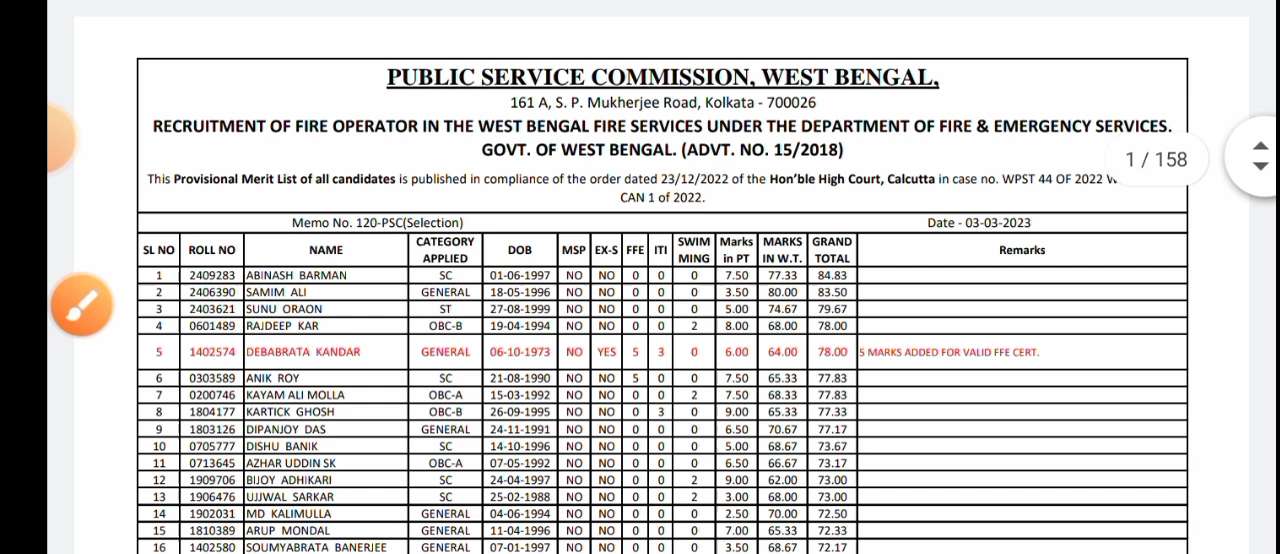 PUBLIC SERVICE COMMISSION, WEST BENGAL,
161 A, S. P. Mukherjee Road, Kolkata - 700026
RECRUITMENT OF FIRE OPERATOR IN THE WEST BENGAL FIRE SERVICES UNDER THE DEPARTMENT OF FIRE & EMERGENCY SERVICES.
GOVT. OF WEST BENGAL. (ADVT. NO. 15/2018)
1 / 158
This Provisional Merit List of all candidates is published in compliance of the order dated 23/12/2022 of the Hon'ble High Court, Calcutta in case no. WPST 44 OF 2022
CAN 1 of 2022.
Memo No. 120-PSC(Selection) Date - 03-03-2023
SL NO ROLL NO NAME CATEGORY APPLIED DOB MSP EX-S FFE ITI SWIM MING Marks in PT MARKS IN W.T. GRAND TOTAL Remarks
1 2409283 ABINASH BARMAN SC 01-06-1997 NO NO 0 0 0 7.50 77.33 84.83
2 2406390 SAMIM ALI GENERAL 18-05-1996 NO NO 0 0 0 3.50 80.00 83.50
3 2403621 SUNU ORAON ST 27-08-1999 NO NO 0 0 0 5.00 74.67 79.67
4 0601489 RAJDEEP KAR OBC-B 19-04-1994 NO NO 0 0 2 8.00 68.00 78.00
5 1402574 DEBABRATA KANDAR GENERAL 06-10-1973 NO YES 5 3 0 6.00 64.00 78.00 5 MARKS ADDED FOR VALID FFE CERT.
6 0303589 ANIK ROY SC 21-08-1990 NO NO 5 0 0 7.50 65.33 77.83
7 0200746 KAYAM ALI MOLLA OBC-A 15-03-1992 NO NO 0 0 2 7.50 68.33 77.83
8 1804177 KARTICK GHOSH OBC-B 26-09-1995 NO NO 0 3 0 9.00 65.33 77.33
9 1803126 DIPANJOY DAS GENERAL 24-11-1991 NO NO 0 0 0 6.50 70.67 77.17
10 0705777 DISHU BANIK SC 14-10-1996 NO NO 0 0 0 5.00 68.67 73.67
11 0713645 AZHAR UDDIN SK OBC-A 07-05-1992 NO NO 0 0 0 6.50 66.67 73.17
12 1909706 BIJOY ADHIKARI SC 24-04-1997 NO NO 0 0 2 9.00 62.00 73.00
13 1906476 UJJWAL SARKAR SC 25-02-1988 NO NO 0 0 2 3.00 68.00 73.00
14 1902031 MD KALIMULLA GENERAL 04-06-1994 NO NO 0 0 0 2.50 70.00 72.50
15 1810389 ARUP MONDAL GENERAL 11-04-1996 NO NO 0 0 0 7.00 65.33 72.33
16 1402580 SOUMYABRATA BANERJEE GENERAL 07-01-1997 NO NO 0 0 0 3.50 68.67 72.17